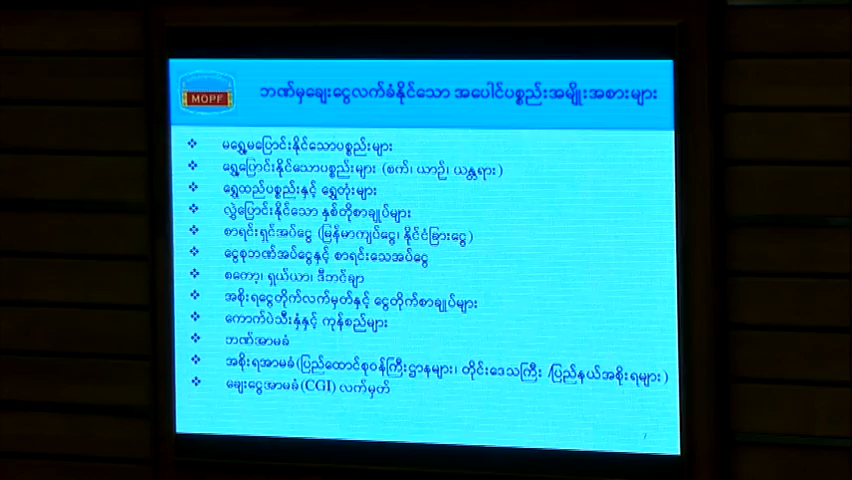 MOPF
ဘဏ်မှချေးငွေလက်ခံနိုင်သော အပေါင်ပစ္စည်းအမျိုးအစားများ
❖ မရွှေ့မပြောင်းနိုင်သောပစ္စည်းများ
❖ ရွှေ့ပြောင်းနိုင်သောပစ္စည်းများ (စက်၊ ယာဉ်၊ ယန္တရား)
❖ ရွှေထည်ပစ္စည်းနှင့် ရွှေတုံးများ
❖ လွှဲပြောင်းနိုင်သော နှစ်တိုစာချုပ်များ
❖ စာရင်းရှင်အပ်ငွေ (မြန်မာကျပ်ငွေ၊ နိုင်ငံခြားငွေ)
❖ ငွေစုဘဏ်အပ်ငွေနှင့် စာရင်းသေအပ်ငွေ
❖ စကော့၊ ရှယ်ယာ၊ ဒီဘင်ချာ
❖ အစိုးရငွေတိုက်လက်မှတ်နှင့် ငွေတိုက်စာချုပ်များ
❖ ကောက်ပဲသီးနှံနှင့် ကုန်စည်များ
❖ ဘဏ်အာမခံ
❖ အစိုးရအာမခံ(ပြည်ထောင်စုဝန်ကြီးဌာနများ၊ တိုင်းဒေသကြီး /ပြည်နယ်အစိုးရများ)
❖ ချေးငွေအာမခံ(CGI) လက်မှတ်
7